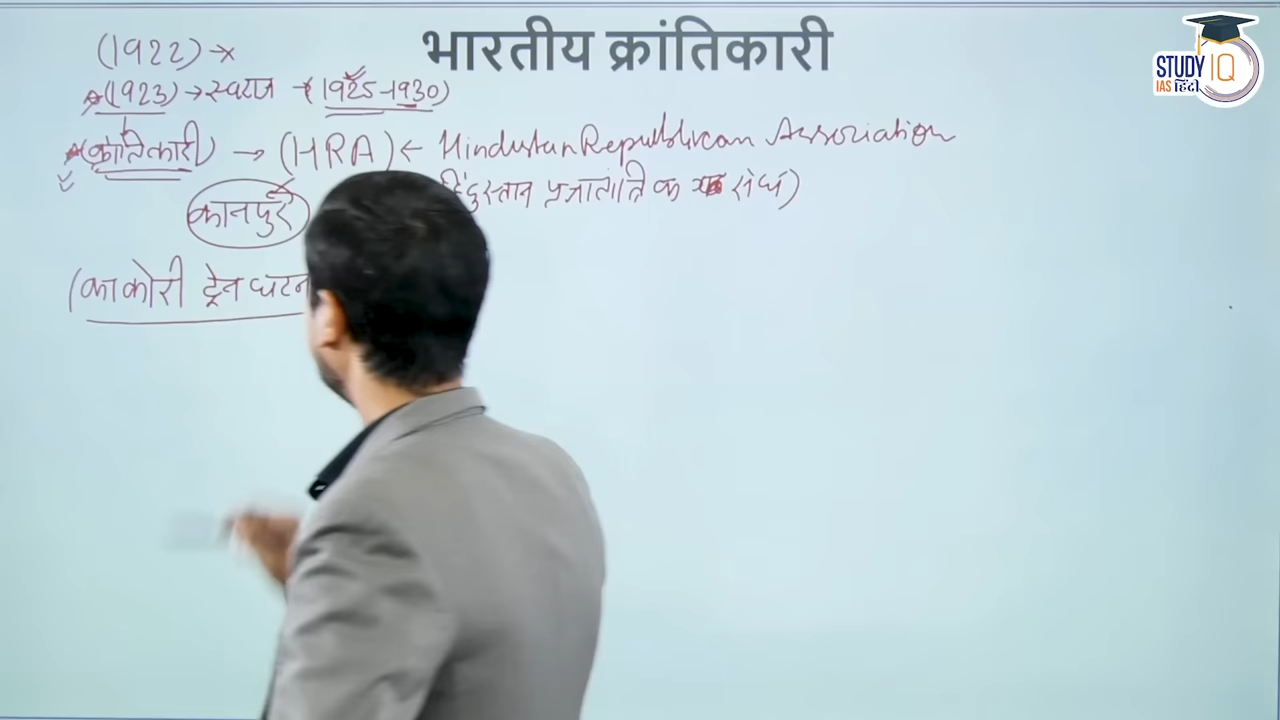 भारतीय क्रांतिकारी
STUDY IQ
IAS हिंदी
(1922)→×
(1923)→स्वराज →(1925-1930)
(क्रांतिकारी) → (HRA)← Hindustan Republican Association
हिंदुस्तान प्रजातांत्रिक संघ)
कानपुर
(काकोरी ट्रेन घटन